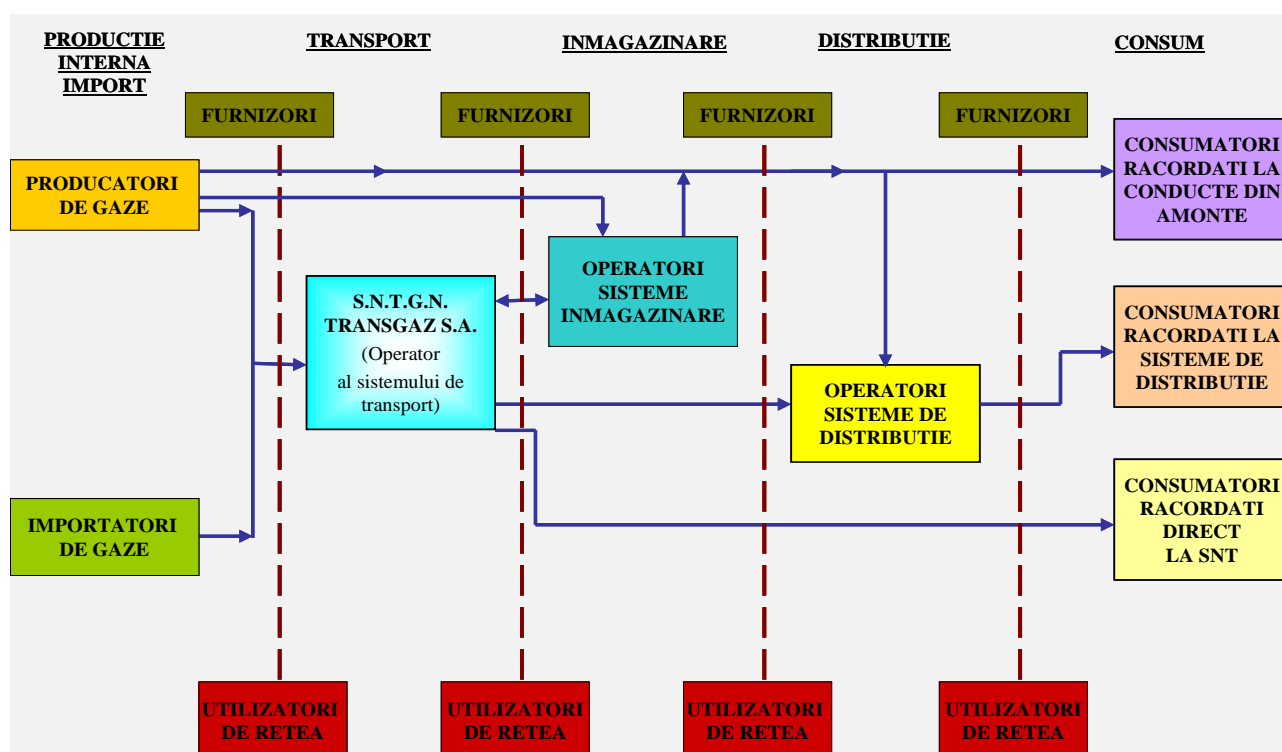 PRODUCTIE
INTERNA
IMPORT
TRANSPORT
INMAGAZINARE
DISTRIBUTIE
CONSUM
FURNIZORI
FURNIZORI
FURNIZORI
FURNIZORI
PRODUCATORI
DE GAZE
CONSUMATORI
RACORDATI LA
CONDUCTE DIN
AMONTE
OPERATORI
SISTEME
INMAGAZINARE
S.N.T.G.N.
TRANSGAZ S.A.
(Operator
al sistemului de
transport)
CONSUMATORI
RACORDATI LA
SISTEME DE
DISTRIBUTIE
OPERATORI
SISTEME DE
DISTRIBUTIE
IMPORTATORI
DE GAZE
CONSUMATORI
RACORDATI
DIRECT
LA SNT
UTILIZATORI
DE RETEA
UTILIZATORI
DE RETEA
UTILIZATORI
DE RETEA
UTILIZATORI
DE RETEA